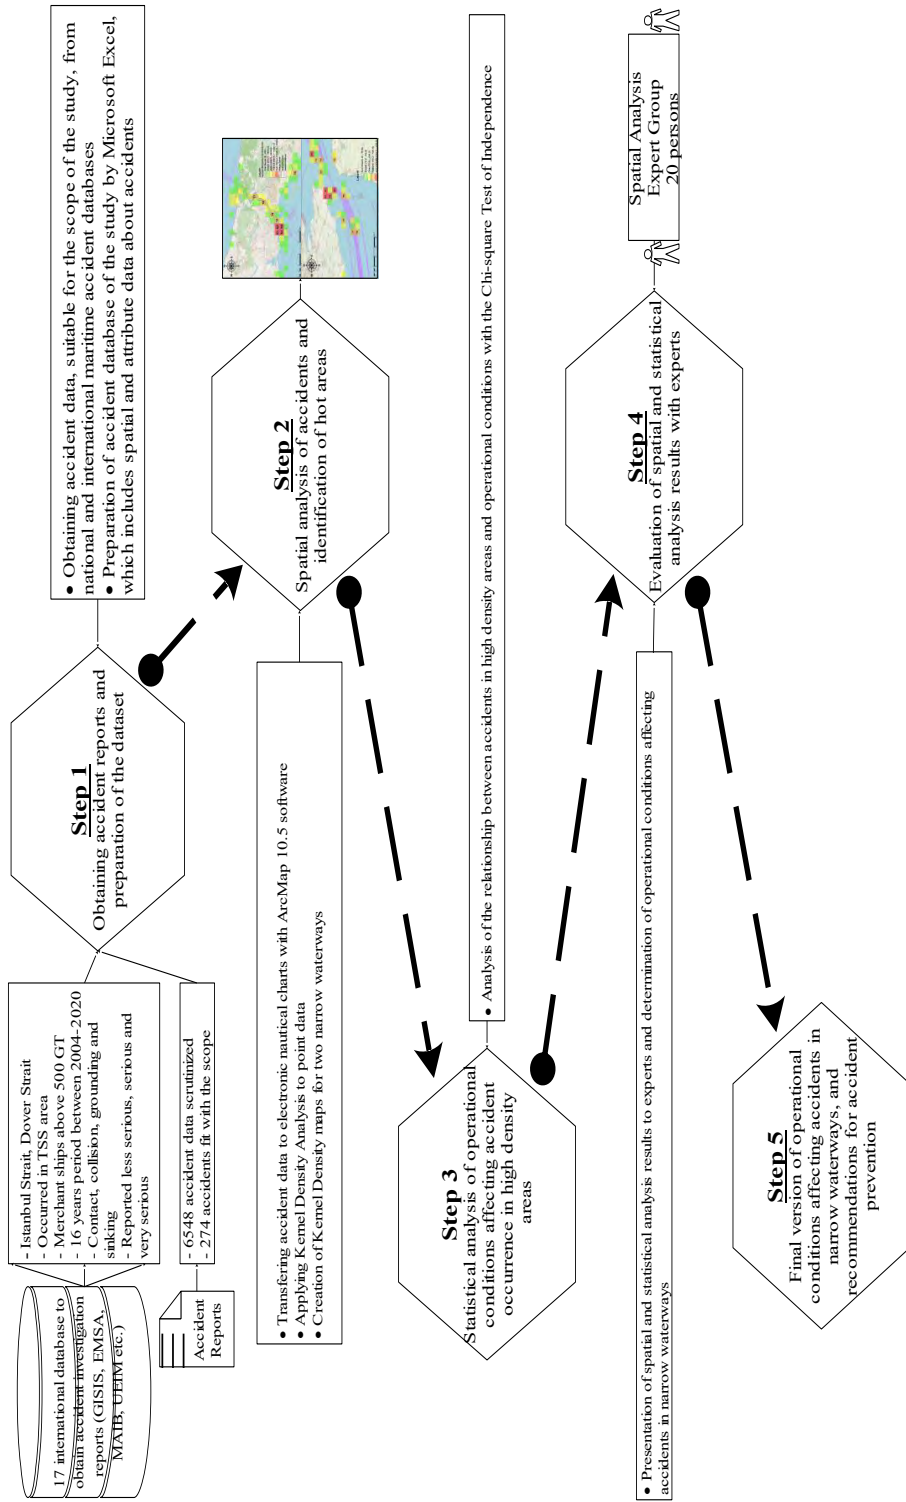 17 international database to
obtain accident investigation
reports (GISIS, EMSA,
MAIB, UEIM etc.)
- Istanbul Strait, Dover Strait
- Occurred in TSS area
- Merchant ships above 500 GT
- 16 years period between 2004-2020
- Contact, collision, grounding and
sinking
- Reported less serious, serious and
very serious
Accident
Reports
- 6548 accident data scrutinized
- 274 accidents fit with the scope
Step 1
Obtaining accident reports and
preparation of the dataset
● Obtaining accident data, suitable for the scope of the study, from
national and international maritime accident databases
● Preparation of accident database of the study by Microsoft Excel,
which includes spatial and attribute data about accidents
● Transfering accident data to electronic nautical charts with ArcMap 10.5 software
● Applying Kernel Density Analysis to point data
● Creation of Kernel Density maps for two narrow waterways
Step 2
Spatial analysis of accidents and
identification of hot areas
Step 3
Statistical analysis of operational
conditions affecting accident
occurrence in high density
areas
● Analysis of the relationship between accidents in high density areas and operational conditions with the Chi-square Test of Independence
● Presentation of spatial and statistical analysis results to experts and determination of operational conditions affecting
accidents in narrow waterways
Step 4
Evaluation of spatial and statistical
analysis results with experts
Spatial Analysis
Expert Group
20 persons
Step 5
Final version of operational
conditions affecting accidents in
narrow waterways, and
recommendations for accident
prevention